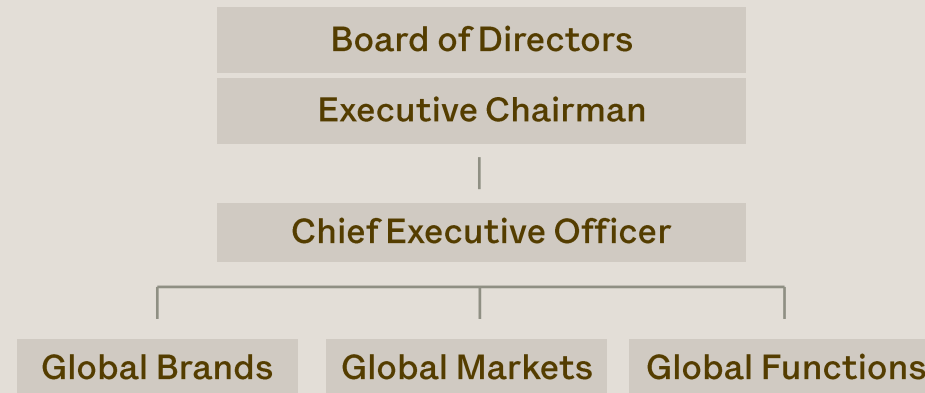 Board of Directors
Executive Chairman
Chief Executive Officer
Global Brands Global Markets Global Functions